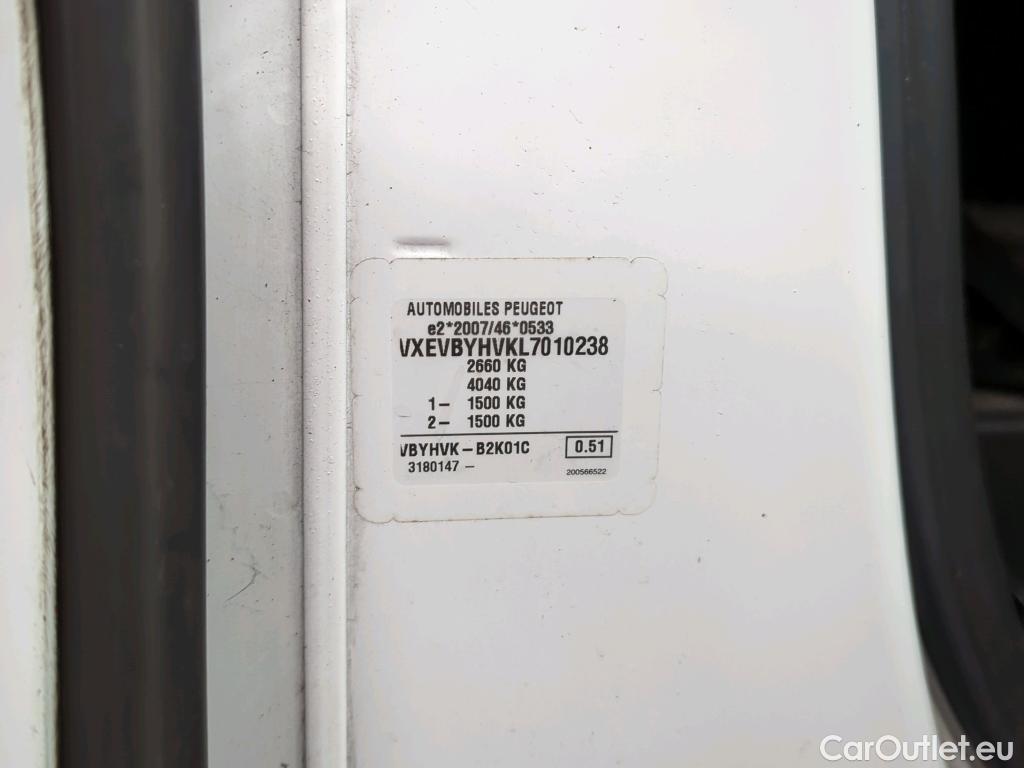 AUTOMOBILES PEUGEOT
e2*2007/46*0533
VXEVBYHVKL7010238
2660 KG
4040 KG
1– 1500 KG
2– 1500 KG
VBYHVK – B2K01C 0.51
3180147 – 200566522
CarOutlet.eu